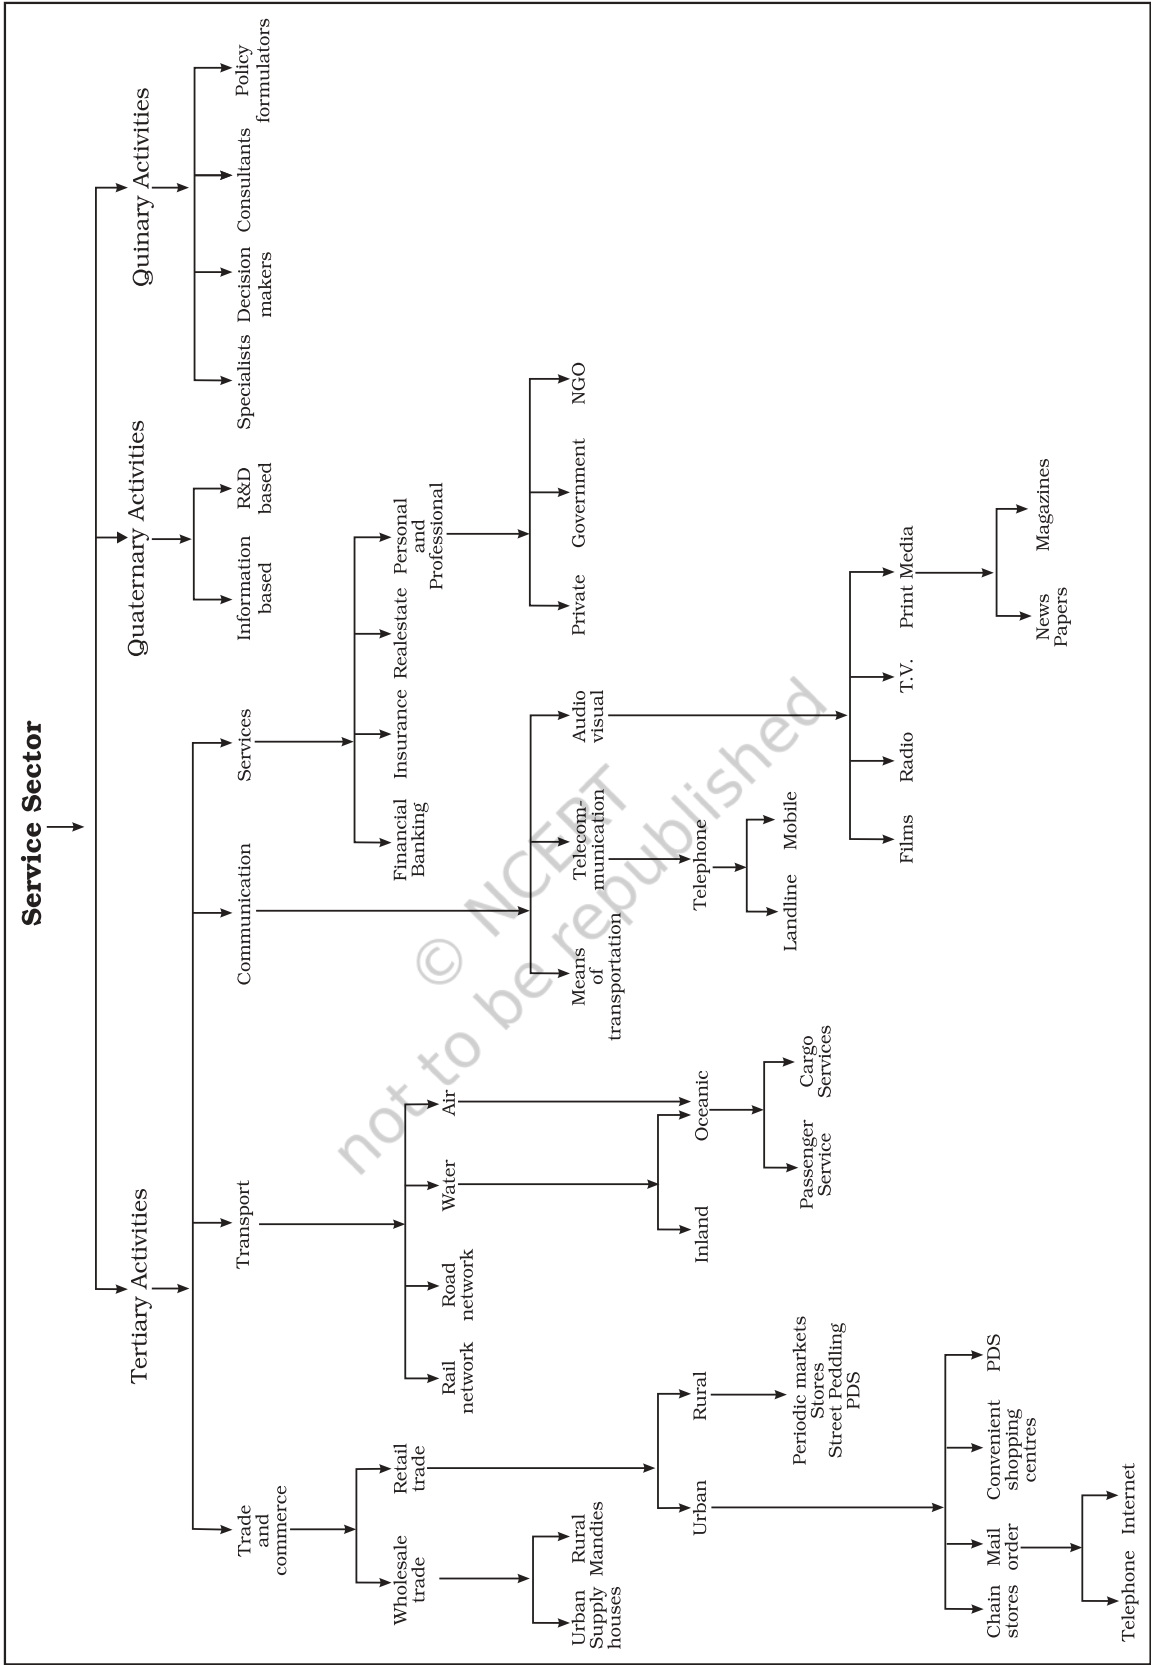 Service Sector
Tertiary Activities
Quaternary Activities
Quinary Activities
Trade
and
commerce
Transport
Communication
Services
Information
based
R&D
based
Specialists
Decision
makers
Consultants
Policy
formulators
Wholesale
trade
Retail
trade
Rail
network
Road
network
Water
Air
Financial
Banking
Insurance
Realestate
Personal
and
Professional
Urban
Supply
houses
Rural
Mandies
Means
of
transportation
Telecom-
munication
Audio
visual
Private
Government
NGO
Urban
Rural
Inland
Oceanic
Telephone
Periodic markets
Stores
Street Peddling
PDS
Passenger
Service
Cargo
Services
Landline
Mobile
Films
Radio
T.V.
Print Media
Chain
stores
Mail
order
Convenient
shopping
centres
PDS
News
Papers
Magazines
Telephone
Internet
© NCERT
not to be republished